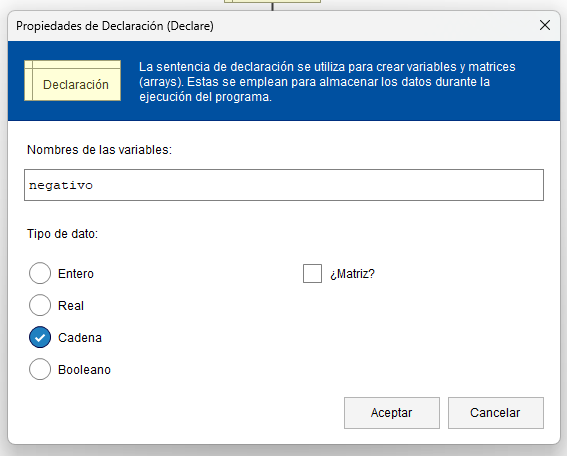 Propiedades de Declaración (Declare)
Declaración
La sentencia de declaración se utiliza para crear variables y matrices
(arrays). Estas se emplean para almacenar los datos durante la
ejecución del programa.
Nombres de las variables:
negativo
Tipo de dato:
Entero
¿Matriz?
Real
Cadena
Booleano
Aceptar
Cancelar